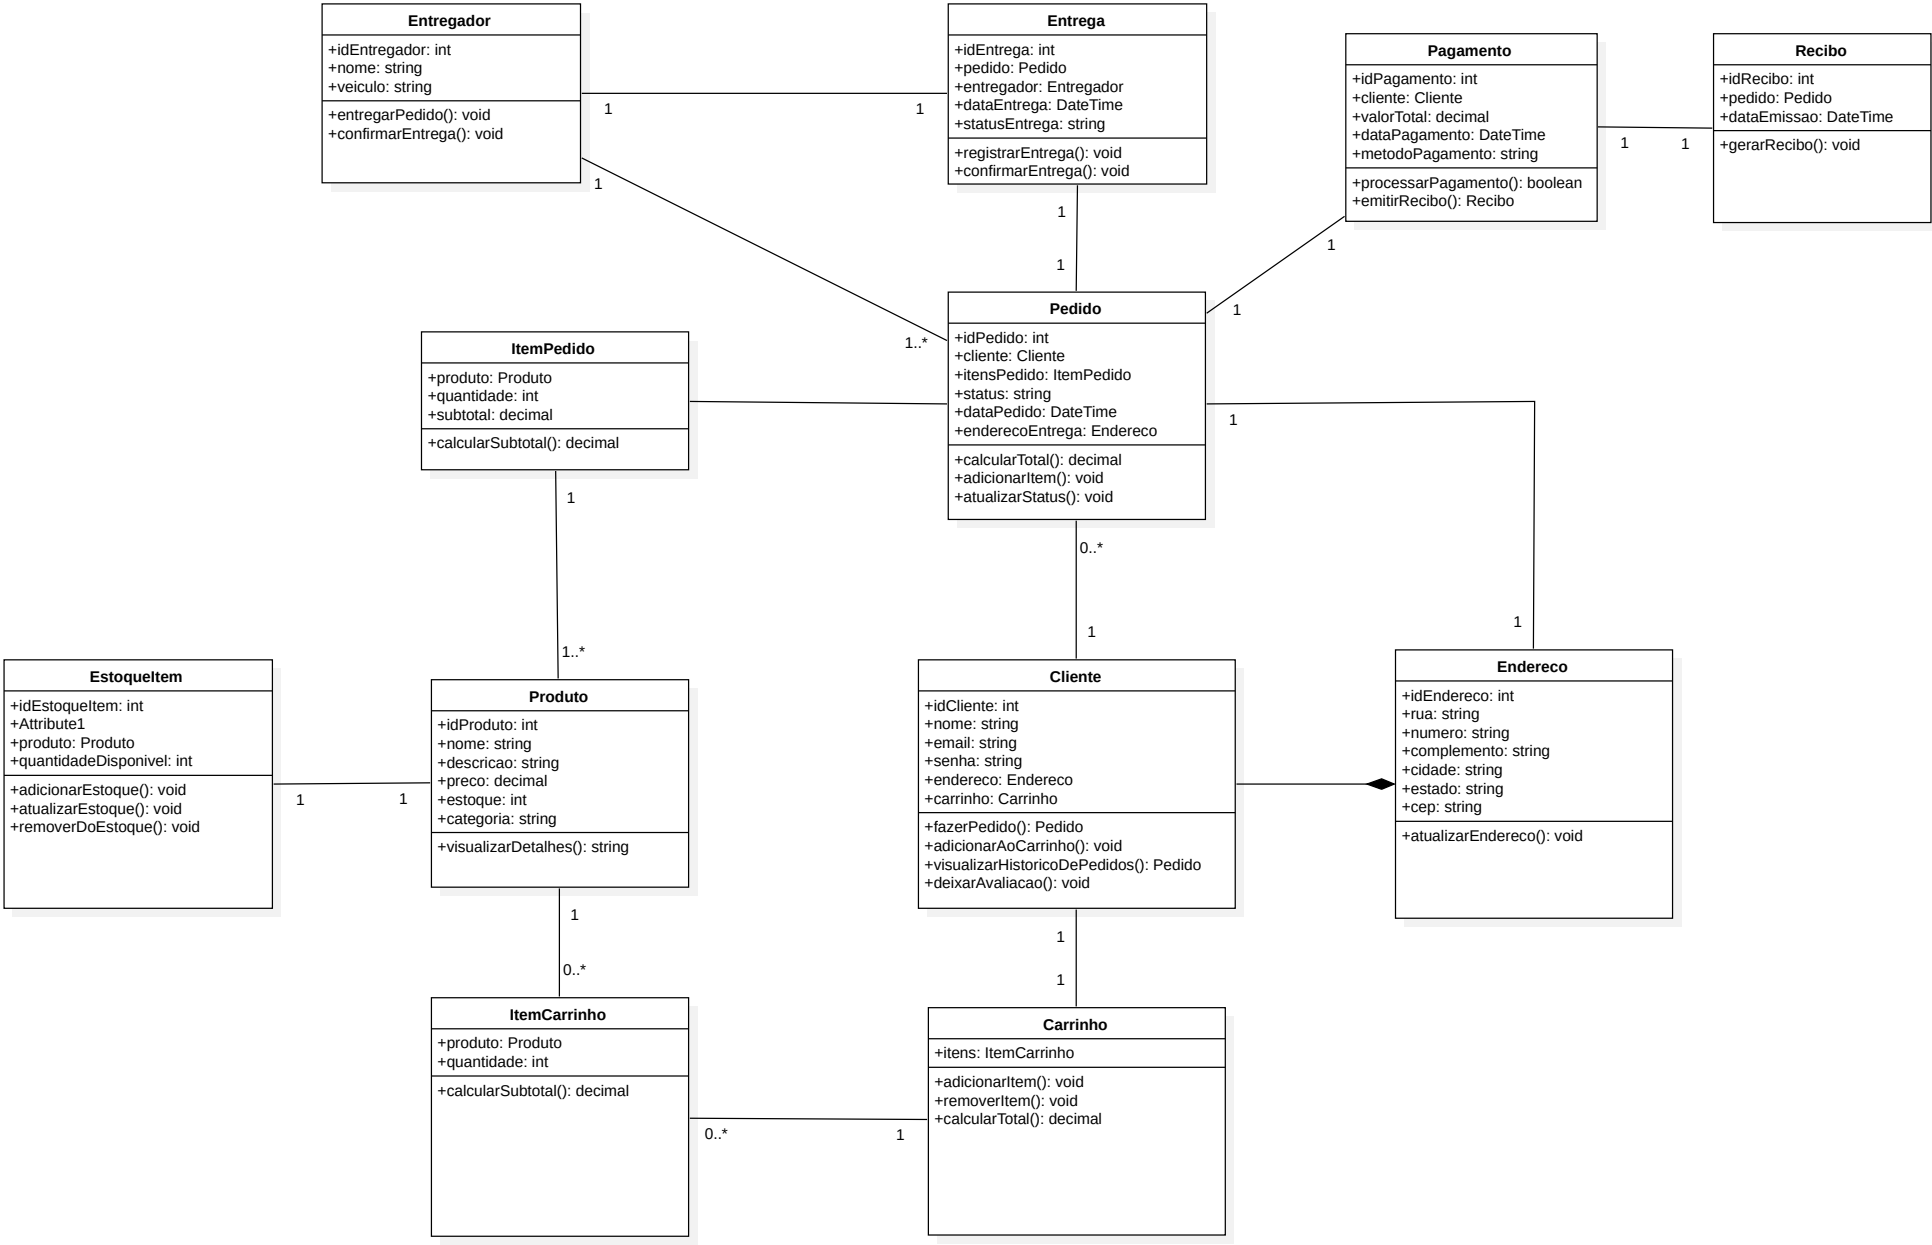 Entregador
+idEntregador: int
+nome: string
+veiculo: string
+entregarPedido(): void
+confirmarEntrega(): void
Entrega
+idEntrega: int
+pedido: Pedido
+entregador: Entregador
+dataEntrega: DateTime
+statusEntrega: string
+registrarEntrega(): void
+confirmarEntrega(): void
Pagamento
+idPagamento: int
+cliente: Cliente
+valorTotal: decimal
+dataPagamento: DateTime
+metodoPagamento: string
+processarPagamento(): boolean
+emitirRecibo(): Recibo
Recibo
+idRecibo: int
+pedido: Pedido
+dataEmissao: DateTime
+gerarRecibo(): void
1
1
1
1
1
1
1
1
1
1..*
1
ItemPedido
+produto: Produto
+quantidade: int
+subtotal: decimal
+calcularSubtotal(): decimal
Pedido
+idPedido: int
+cliente: Cliente
+itensPedido: ItemPedido
+status: string
+dataPedido: DateTime
+enderecoEntrega: Endereco
+calcularTotal(): decimal
+adicionarItem(): void
+atualizarStatus(): void
1
1
0..*
1
1
1..*
EstoqueItem
+idEstoqueItem: int
+Attribute1
+produto: Produto
+quantidadeDisponivel: int
+adicionarEstoque(): void
+atualizarEstoque(): void
+removerDoEstoque(): void
1
1
Produto
+idProduto: int
+nome: string
+descricao: string
+preco: decimal
+estoque: int
+categoria: string
+visualizarDetalhes(): string
Cliente
+idCliente: int
+nome: string
+email: string
+senha: string
+endereco: Endereco
+carrinho: Carrinho
+fazerPedido(): Pedido
+adicionarAoCarrinho(): void
+visualizarHistoricoDePedidos(): Pedido
+deixarAvaliacao(): void
Endereco
+idEndereco: int
+rua: string
+numero: string
+complemento: string
+cidade: string
+estado: string
+cep: string
+atualizarEndereco(): void
1
0..*
1
1
ItemCarrinho
+produto: Produto
+quantidade: int
+calcularSubtotal(): decimal
0..*
1
Carrinho
+itens: ItemCarrinho
+adicionarItem(): void
+removerItem(): void
+calcularTotal(): decimal